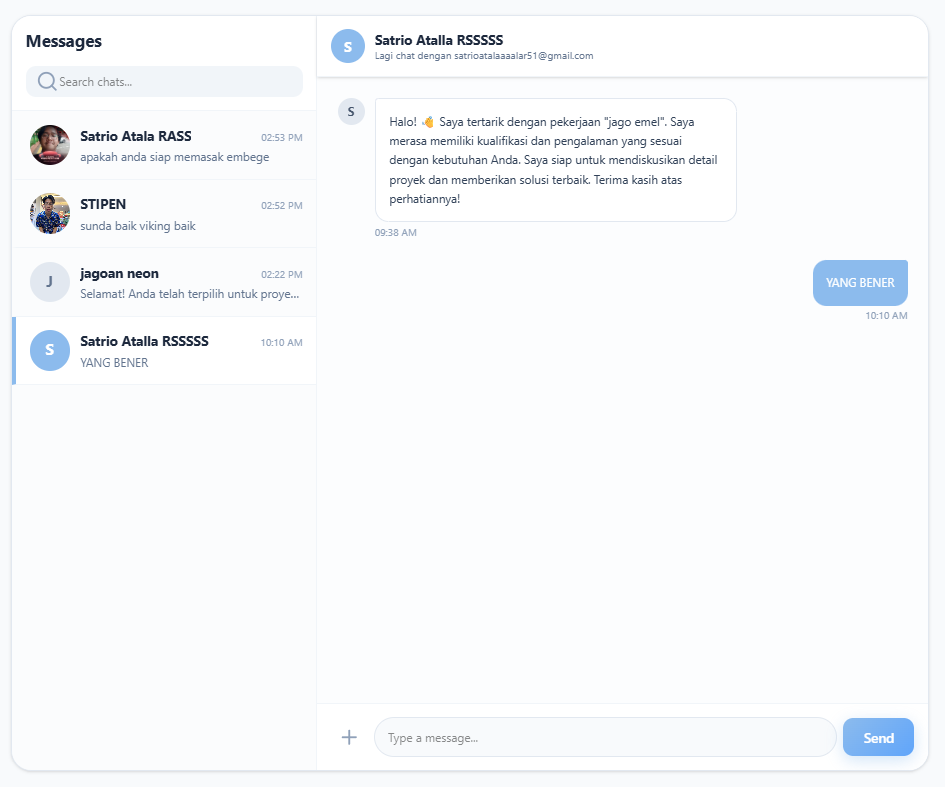 Messages
Search chats...
Satrio Atala RASS 02:53 PM
apakah anda siap memasak embege
STIPEN 02:52 PM
sunda baik viking baik
J
jagoan neon 02:22 PM
Selamat! Anda telah terpilih untuk proye...
S
Satrio Atalla RSSSSS 10:10 AM
YANG BENER
S
Satrio Atalla RSSSSS
Lagi chat dengan satrioatalaaaalar51@gmail.com
S
Halo! 👋 Saya tertarik dengan pekerjaan "jago emel". Saya
merasa memiliki kualifikasi dan pengalaman yang sesuai
dengan kebutuhan Anda. Saya siap untuk mendiskusikan detail
proyek dan memberikan solusi terbaik. Terima kasih atas
perhatiannya!
09:38 AM
YANG BENER
10:10 AM
Type a message...
Send